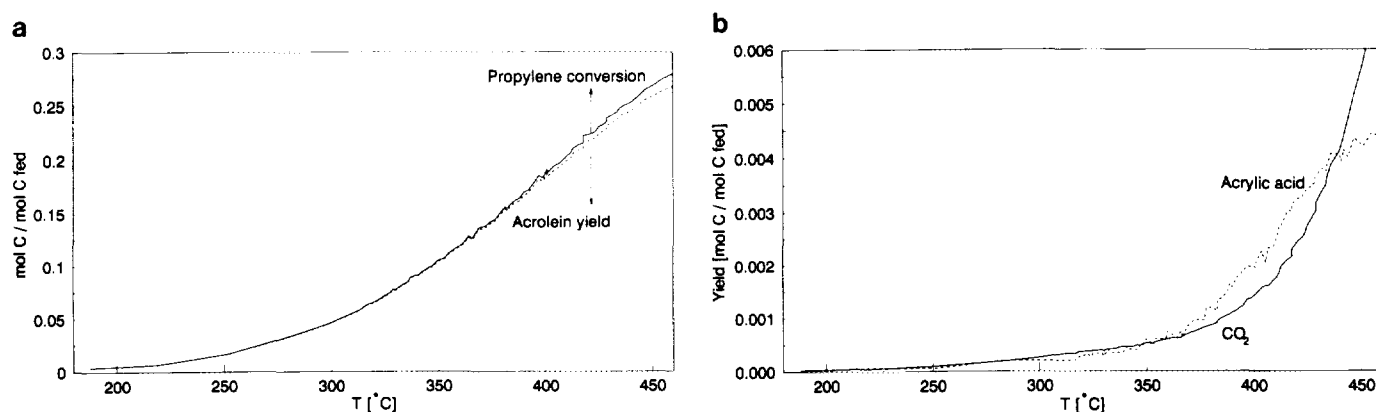 a
0.3
0.25
0.2
0.15
0.1
0.05
0
mol C / mol C fed
Propylene conversion
Acrolein yield
200 250 300 350 400 450
T [˚C]
b
0.006
0.005
0.004
0.003
0.002
0.001
0.000
Yield [mol C / mol C fed]
Acrylic acid
CO₂
200 250 300 350 400 450
T [˚C]